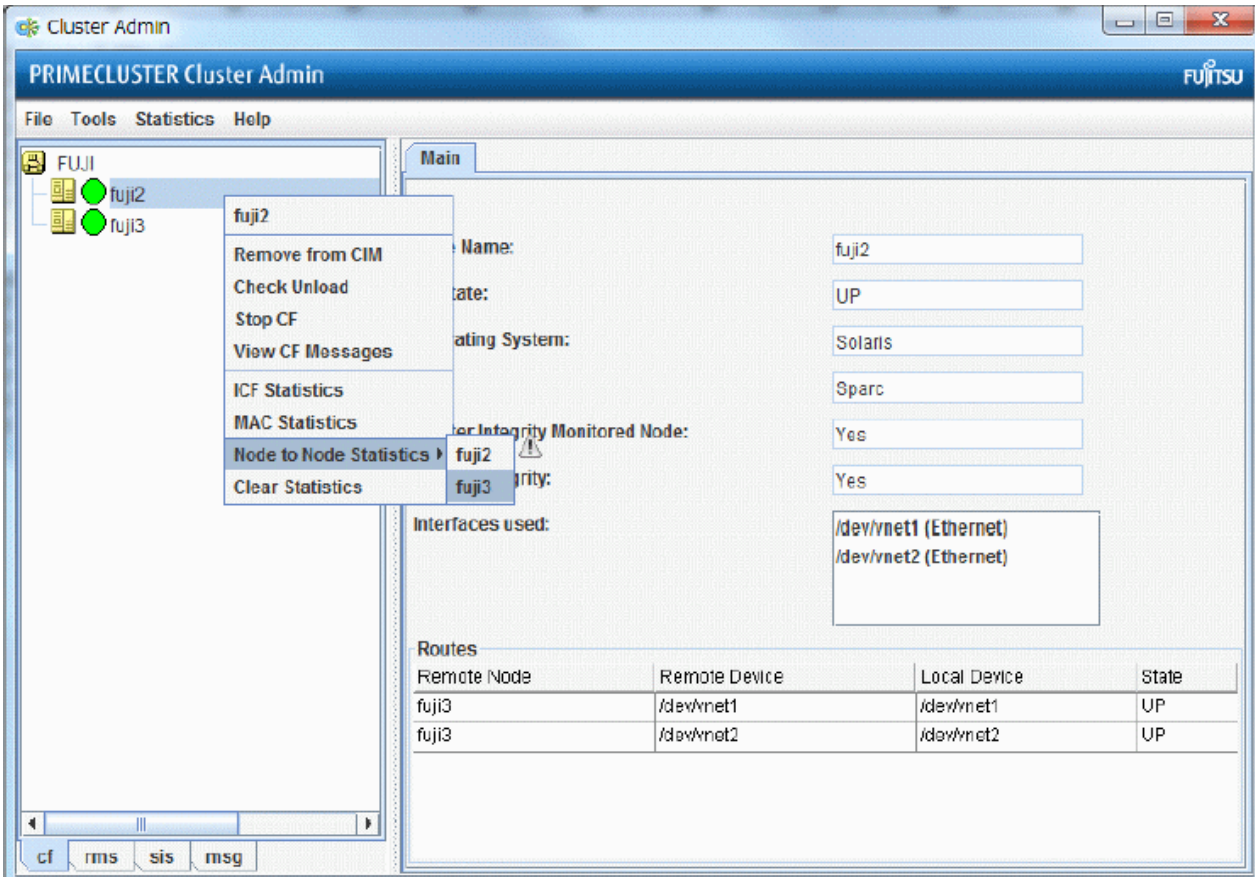 Cluster Admin
PRIMECLUSTER Cluster Admin
FUJITSU
File Tools Statistics Help
FUJI
fuji2
fuji3
fuji2
Remove from CIM
Check Unload
Stop CF
View CF Messages
ICF Statistics
MAC Statistics
Node to Node Statistics
Clear Statistics
fuji2
fuji3
Main
Name: fuji2
tate: UP
ating System: Solaris
Sparc
ter Integrity Monitored Node: Yes
grity: Yes
Interfaces used: /dev/vnet1 (Ethernet)
/dev/vnet2 (Ethernet)
Routes
Remote Node Remote Device Local Device State
fuji3 /dev/vnet1 /dev/vnet1 UP
fuji3 /dev/vnet2 /dev/vnet2 UP
cf rms sis msg